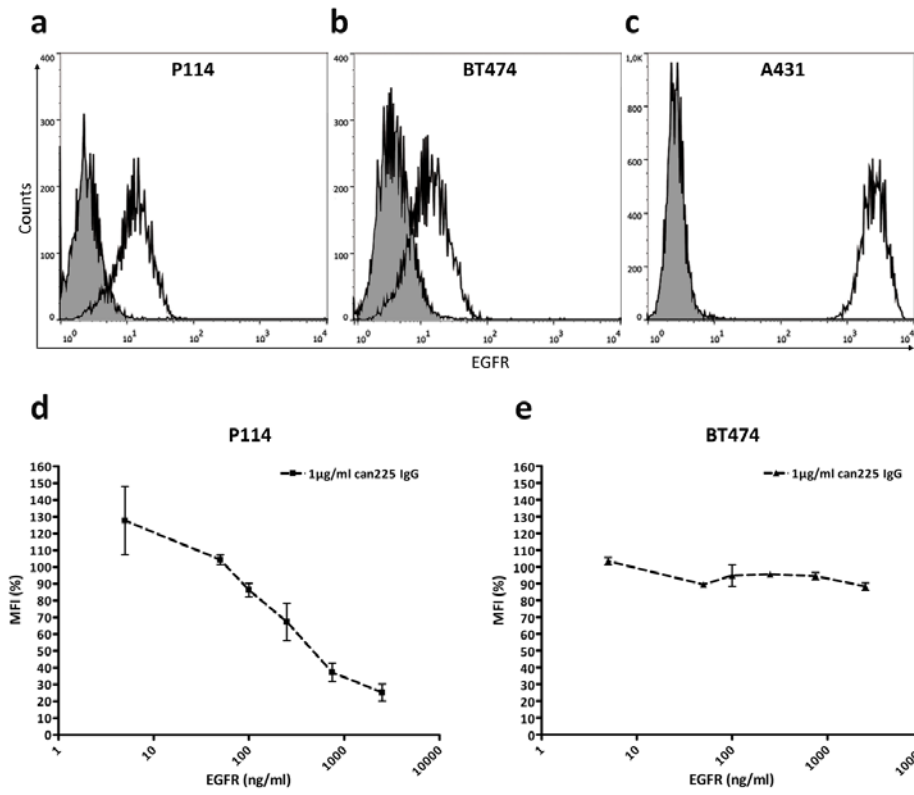 a b c
P114 BT474 A431
400 400 1,0K
300 300 800
200 200 600
400
100 100
200
0 0 0
Counts
10⁰ 10¹ 10² 10³ 10⁴ 10⁰ 10¹ 10² 10³ 10⁴ 10⁰ 10¹ 10² 10³ 10⁴
EGFR
d e
P114 BT474
1µg/ml can225 IgG 1µg/ml can225 IgG
MFI (%) MFI (%)
160 160
150 150
140 140
130 130
120 120
110 110
100 100
90 90
80 80
70 70
60 60
50 50
40 40
30 30
20 20
10 10
0 0
1 10 100 1000 10000 1 10 100 1000 1000
EGFR (ng/ml) EGFR (ng/ml)